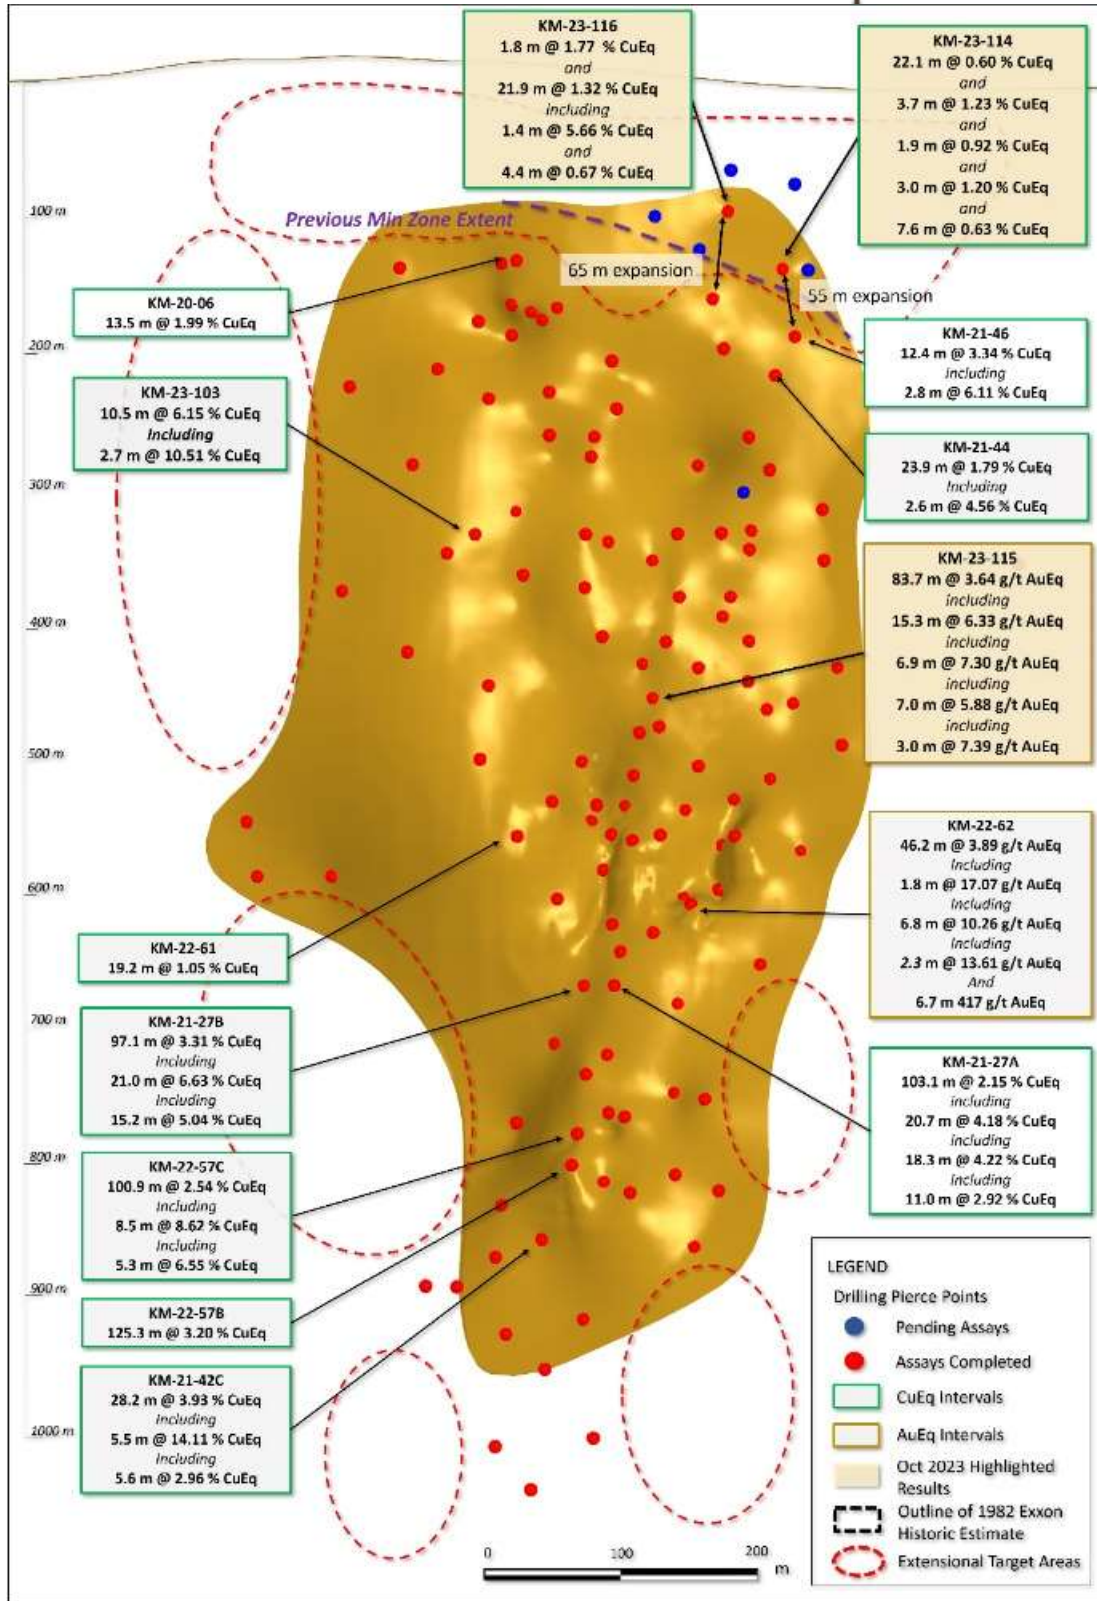 KM-23-116
1.8 m @ 1.77 % CuEq
and
21.9 m @ 1.32 % CuEq
including
1.4 m @ 5.66 % CuEq
and
4.4 m @ 0.67 % CuEq
KM-23-114
22.1 m @ 0.60 % CuEq
and
3.7 m @ 1.23 % CuEq
and
1.9 m @ 0.92 % CuEq
and
3.0 m @ 1.20 % CuEq
and
7.6 m @ 0.63 % CuEq
100 m
Previous Min Zone Extent
65 m expansion
55 m expansion
KM-20-06
13.5 m @ 1.99 % CuEq
200 m
KM-21-46
12.4 m @ 3.34 % CuEq
including
2.8 m @ 6.11 % CuEq
KM-23-103
10.5 m @ 6.15 % CuEq
Including
2.7 m @ 10.51 % CuEq
KM-21-44
23.9 m @ 1.79 % CuEq
Including
2.6 m @ 4.56 % CuEq
300 m
KM-23-115
83.7 m @ 3.64 g/t AuEq
including
15.3 m @ 6.33 g/t AuEq
including
6.9 m @ 7.30 g/t AuEq
including
7.0 m @ 5.88 g/t AuEq
including
3.0 m @ 7.39 g/t AuEq
400 m
500 m
KM-22-62
46.2 m @ 3.89 g/t AuEq
Including
1.8 m @ 17.07 g/t AuEq
Including
6.8 m @ 10.26 g/t AuEq
Including
2.3 m @ 13.61 g/t AuEq
And
6.7 m 417 g/t AuEq
600 m
KM-22-61
19.2 m @ 1.05 % CuEq
700 m
KM-21-27B
97.1 m @ 3.31 % CuEq
Including
21.0 m @ 6.63 % CuEq
Including
15.2 m @ 5.04 % CuEq
KM-21-27A
103.1 m @ 2.15 % CuEq
including
20.7 m @ 4.18 % CuEq
including
18.3 m @ 4.22 % CuEq
Including
11.0 m @ 2.92 % CuEq
800 m
KM-22-57C
100.9 m @ 2.54 % CuEq
Including
8.5 m @ 8.62 % CuEq
Including
5.3 m @ 6.55 % CuEq
900 m
KM-22-57B
125.3 m @ 3.20 % CuEq
KM-21-42C
28.2 m @ 3.93 % CuEq
Including
5.5 m @ 14.11 % CuEq
Including
5.6 m @ 2.96 % CuEq
1000 m
LEGEND
Drilling Pierce Points
Pending Assays
Assays Completed
CuEq Intervals
AuEq Intervals
Oct 2023 Highlighted
Results
Outline of 1982 Exxon
Historic Estimate
Extensional Target Areas
0 100 200
m